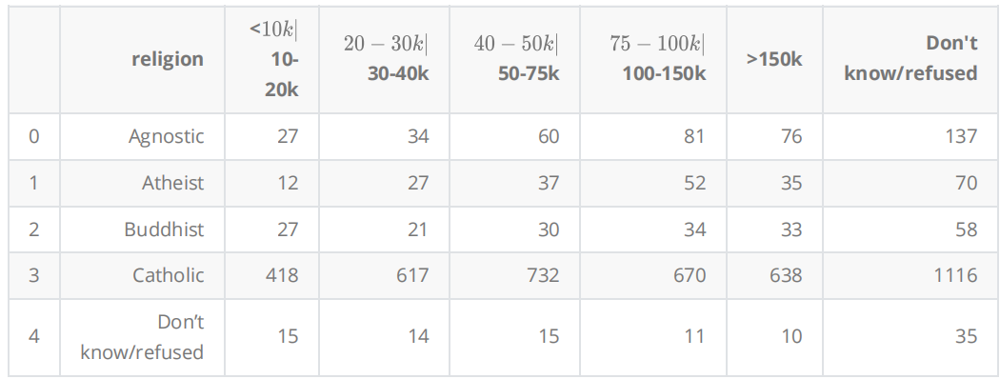 religion <10k| 10-20k 20 − 30k| 30-40k 40 − 50k| 50-75k 75 − 100k| 100-150k >150k Don't know/refused
0 Agnostic 27 34 60 81 76 137
1 Atheist 12 27 37 52 35 70
2 Buddhist 27 21 30 34 33 58
3 Catholic 418 617 732 670 638 1116
4 Don’t know/refused 15 14 15 11 10 35